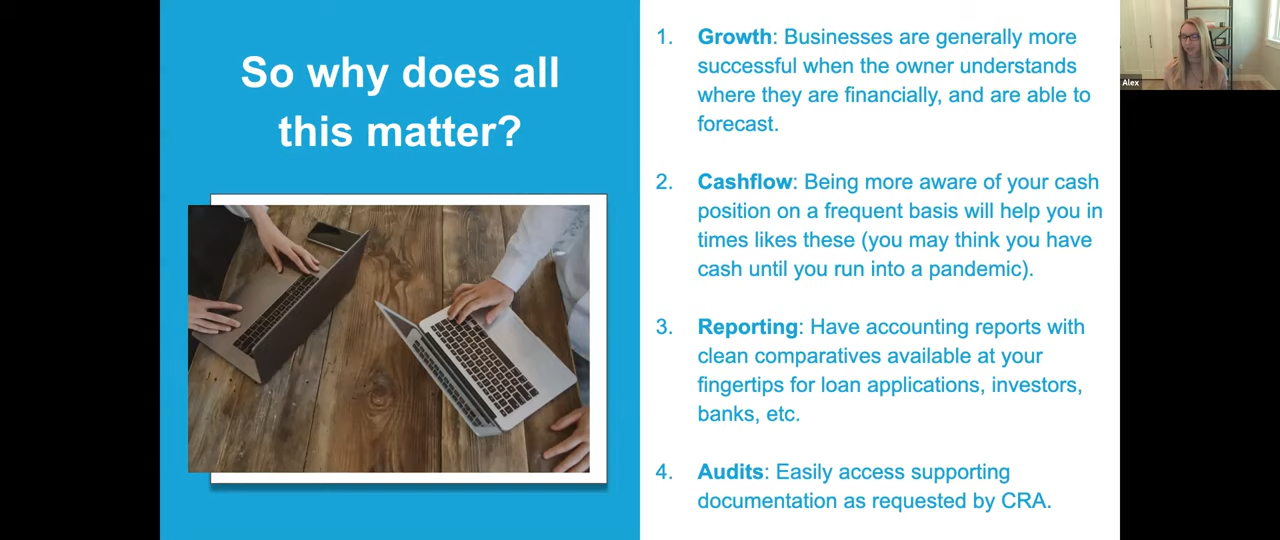 So why does all
this matter?
1. Growth: Businesses are generally more
successful when the owner understands
where they are financially, and are able to
forecast.
2. Cashflow: Being more aware of your cash
position on a frequent basis will help you in
times likes these (you may think you have
cash until you run into a pandemic).
3. Reporting: Have accounting reports with
clean comparatives available at your
fingertips for loan applications, investors,
banks, etc.
4. Audits: Easily access supporting
documentation as requested by CRA.
Alex